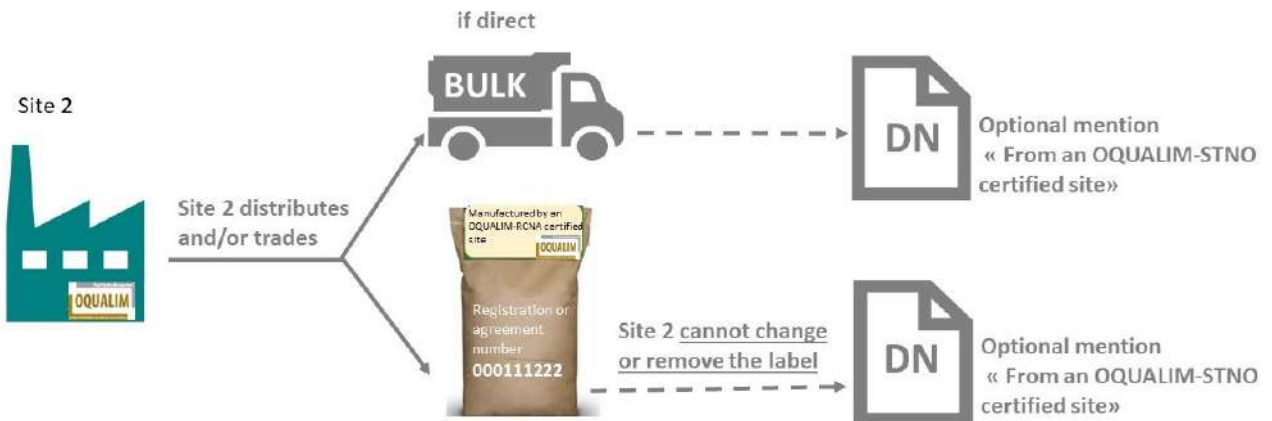 if direct
BULK
Site 2
DN
Optional mention
« From an OQUALIM-STNO
certified site»
Site 2 distributes
and/or trades
Manufactured by an
OQUALIM-RCNA certified
site
OQUALIM
OQUALIM
Registration or
agreement
number
000111222
Site 2 cannot change
or remove the label
DN
Optional mention
« From an OQUALIM-STNO
certified site»